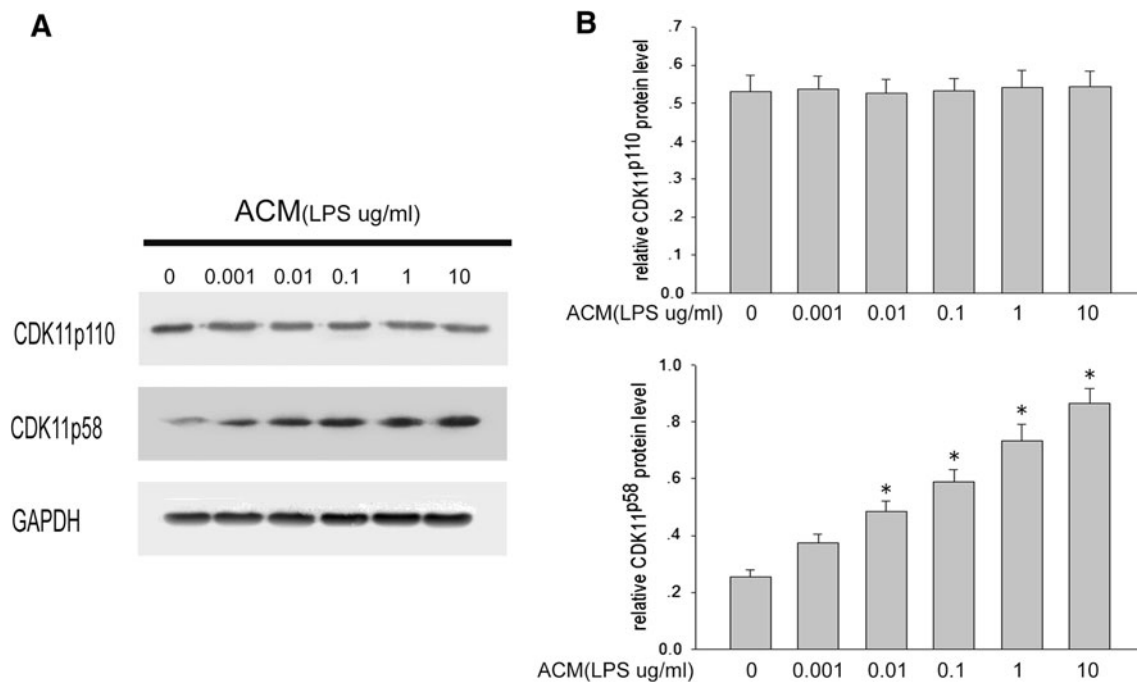 A
ACM(LPS ug/ml)
0 0.001 0.01 0.1 1 10
CDK11p110
CDK11p58
GAPDH
B
relative CDK11p110 protein level
.7
.6
.5
.4
.3
.2
.1
0.0
ACM(LPS ug/ml) 0 0.001 0.01 0.1 1 10
relative CDK11p58 protein level
1.0
.8
.6
.4
.2
0.0
* * * *
ACM(LPS ug/ml) 0 0.001 0.01 0.1 1 10